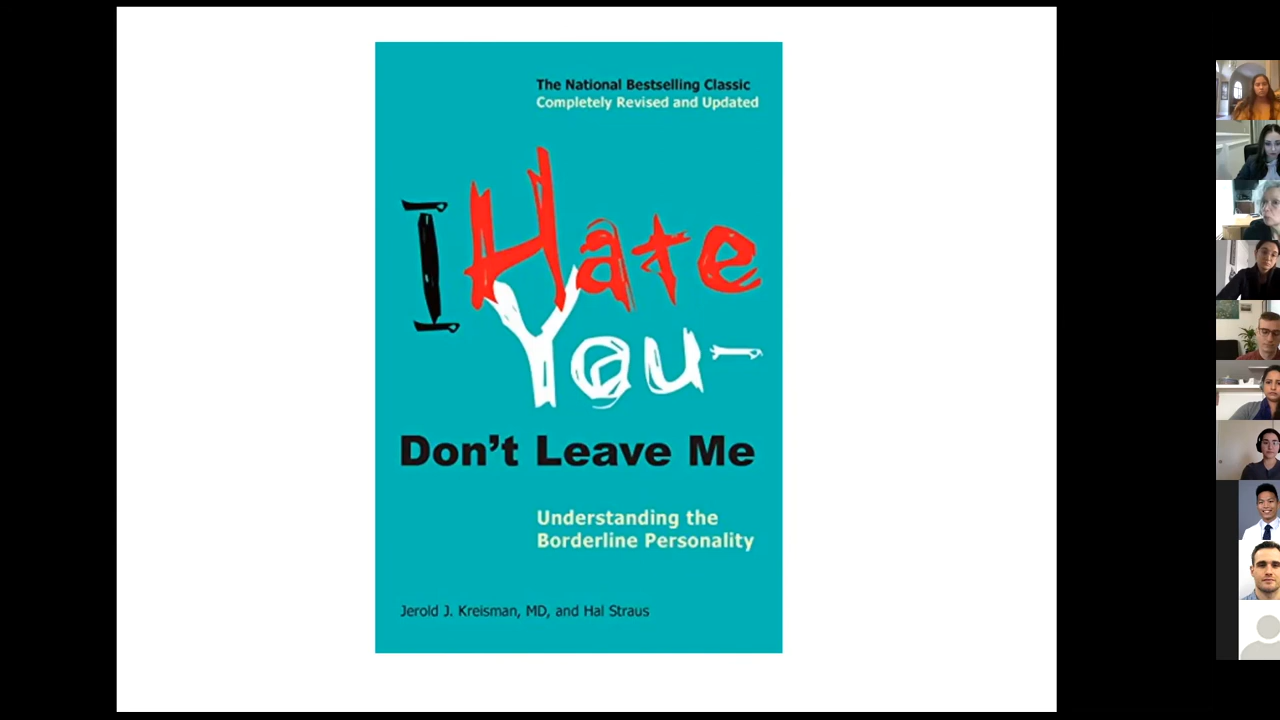 The National Bestselling Classic
Completely Revised and Updated
I Hate
You-
Don't Leave Me
Understanding the
Borderline Personality
Jerold J. Kreisman, MD, and Hal Straus